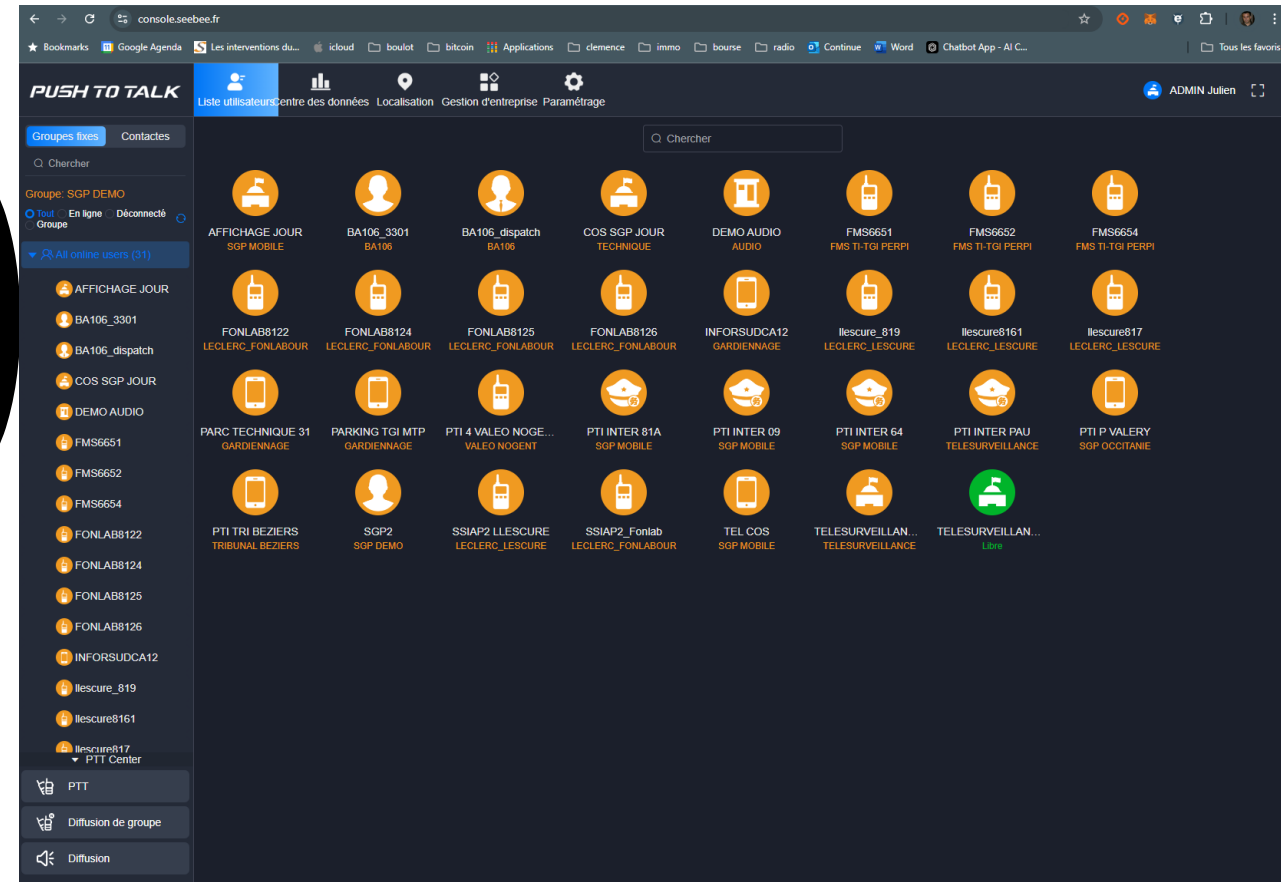 console.seebee.fr
Bookmarks Google Agenda Les interventions du... icloud boulot bitcoin Applications clemence immo bourse radio Continue Word Chatbot App - AI C... Tous les favoris
PUSH TO TALK
Liste utilisateurs Centre des données Localisation Gestion d'entreprise Paramétrage
ADMIN Julien
Groupes fixes Contactes
Chercher
Groupe: SGP DEMO
Tout En ligne Déconnecté
Groupe
All online users (31)
AFFICHAGE JOUR
BA106_3301
BA106_dispatch
COS SGP JOUR
DEMO AUDIO
FMS6651
FMS6652
FMS6654
FONLAB8122
FONLAB8124
FONLAB8125
FONLAB8126
INFORSUDCA12
llescure_819
llescure8161
llescure817
PTT Center
PTT
Diffusion de groupe
Diffusion
Chercher
AFFICHAGE JOUR BA106_3301 BA106_dispatch COS SGP JOUR DEMO AUDIO FMS6651 FMS6652 FMS6654
SGP MOBILE BA106 BA106 TECHNIQUE AUDIO FMS TI-TGI PERPI FMS TI-TGI PERPI FMS TI-TGI PERPI
FONLAB8122 FONLAB8124 FONLAB8125 FONLAB8126 INFORSUDCA12 llescure_819 llescure8161 llescure817
LECLERC_FONLABOUR LECLERC_FONLABOUR LECLERC_FONLABOUR LECLERC_FONLABOUR GARDIENNAGE LECLERC_LESCURE LECLERC_LESCURE LECLERC_LESCURE
PARC TECHNIQUE 31 PARKING TGI MTP PTI 4 VALEO NOGE... PTI INTER 81A PTI INTER 09 PTI INTER 64 PTI INTER PAU PTI P VALERY
GARDIENNAGE GARDIENNAGE VALEO NOGENT SGP MOBILE SGP MOBILE SGP MOBILE TELESURVEILLANCE SGP OCCITANIE
PTI TRI BEZIERS SGP2 SSIAP2 LLESCURE SSIAP2_Fonlab TEL COS TELESURVEILLAN... TELESURVEILLAN...
TRIBUNAL BEZIERS SGP DEMO LECLERC_LESCURE LECLERC_FONLABOUR SGP MOBILE TELESURVEILLANCE Libre